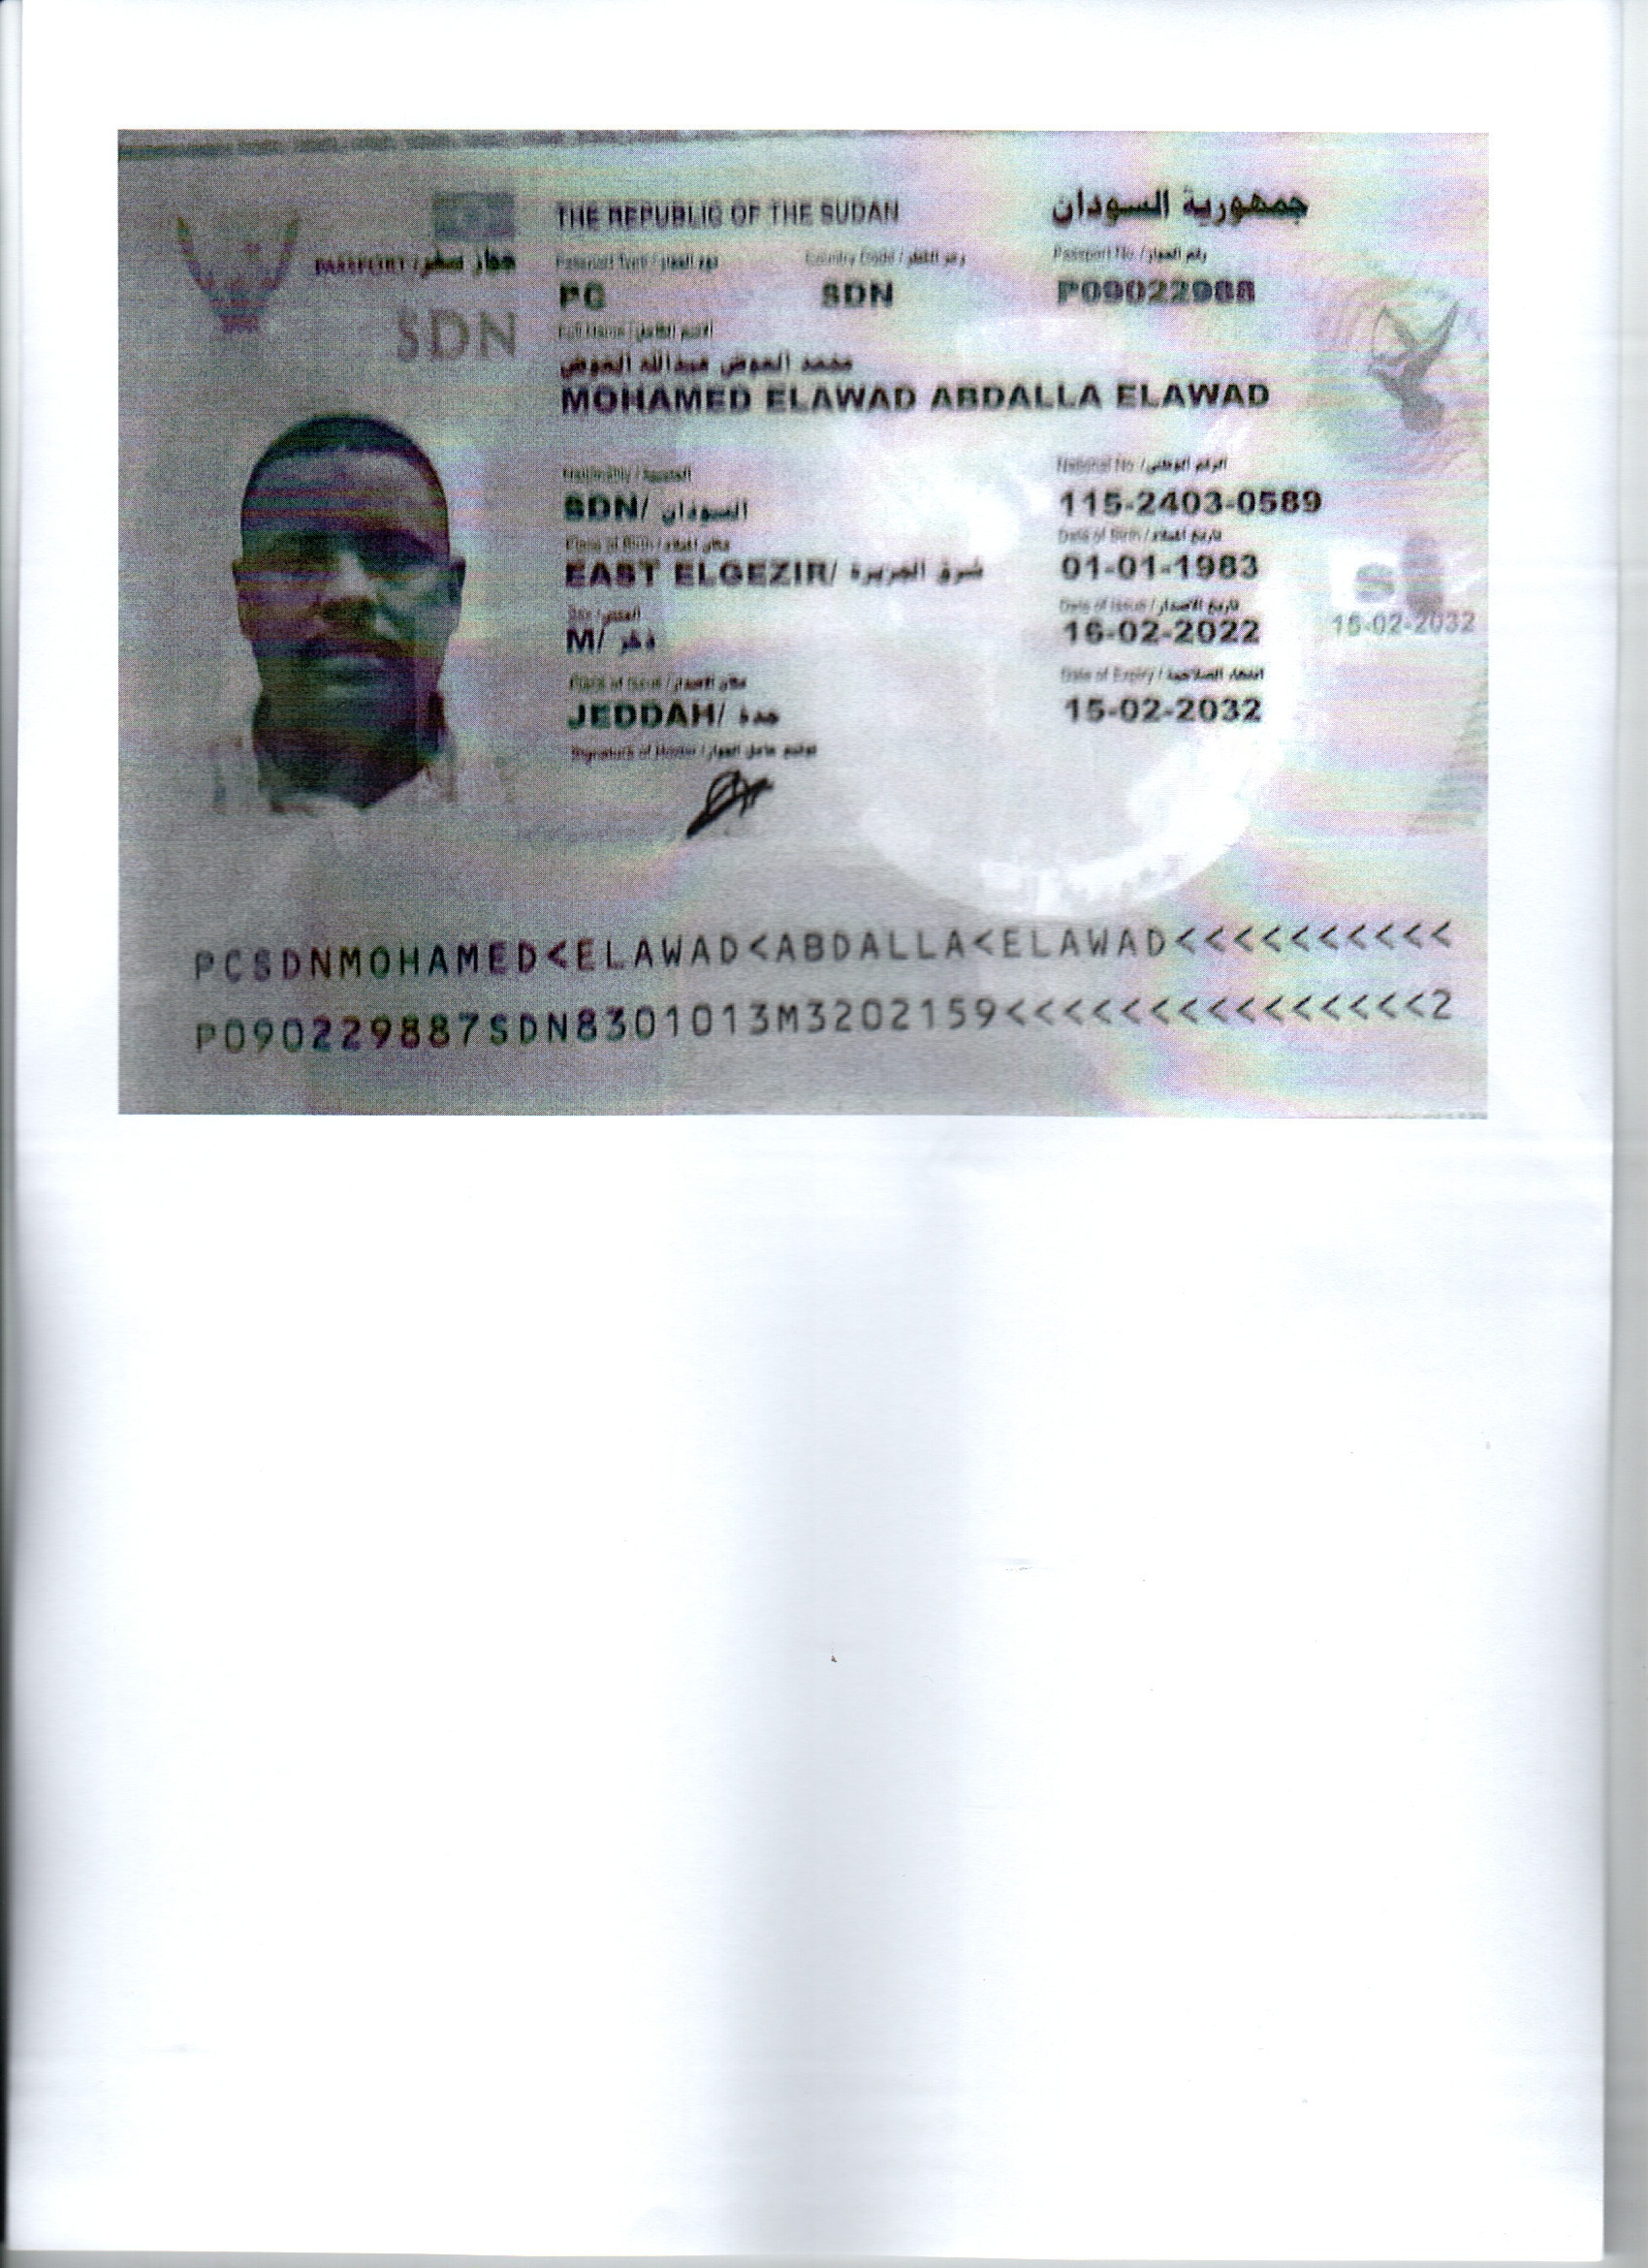 THE REPUBLIC OF THE SUDAN
جمهورية السودان
PASSPORT / جواز سفر
Passport Type / نوع الجواز
Country Code / رمز القطر
Passport No. / رقم الجواز
PC
SDN
P09022988
SDN
Full Name / الاسم الكامل
محمد العوض عبدالله العوض
MOHAMED ELAWAD ABDALLA ELAWAD
Nationality / الجنسية
National No. / الرقم الوطني
SDN/ السودان
115-2403-0589
Place of Birth / مكان الميلاد
Date of Birth / تاريخ الميلاد
EAST ELGEZIR/ شرق الجزيرة
01-01-1983
Sex / الجنس
Date of Issue / تاريخ الاصدار
M/ ذكر
16-02-2022
15-02-2032
Place of Issue / مكان الاصدار
Date of Expiry / انتهاء الصلاحية
JEDDAH/ جدة
15-02-2032
Signature of Holder / توقيع حامل الجواز
PCSDNMOHAMED<ELAWAD<ABDALLA<ELAWAD<<<<<<<<<<
P090229887SDN8301013M3202159<<<<<<<<<<<<<<<2